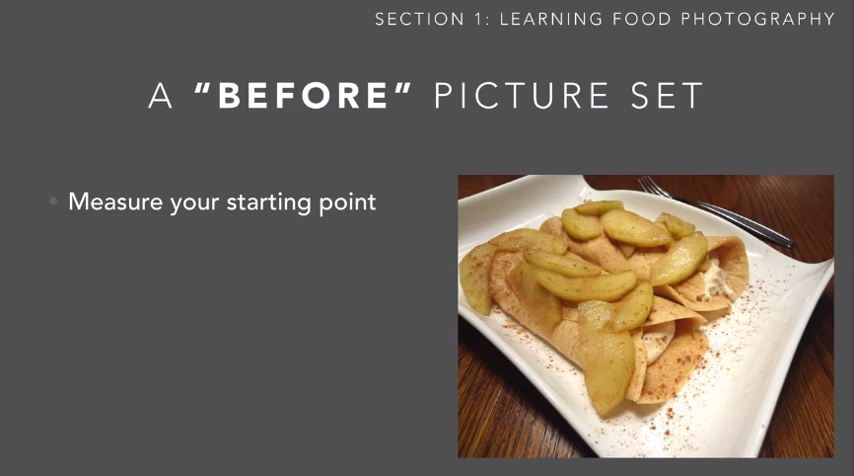 SECTION 1: LEARNING FOOD PHOTOGRAPHY
A “BEFORE” PICTURE SET
Measure your starting point